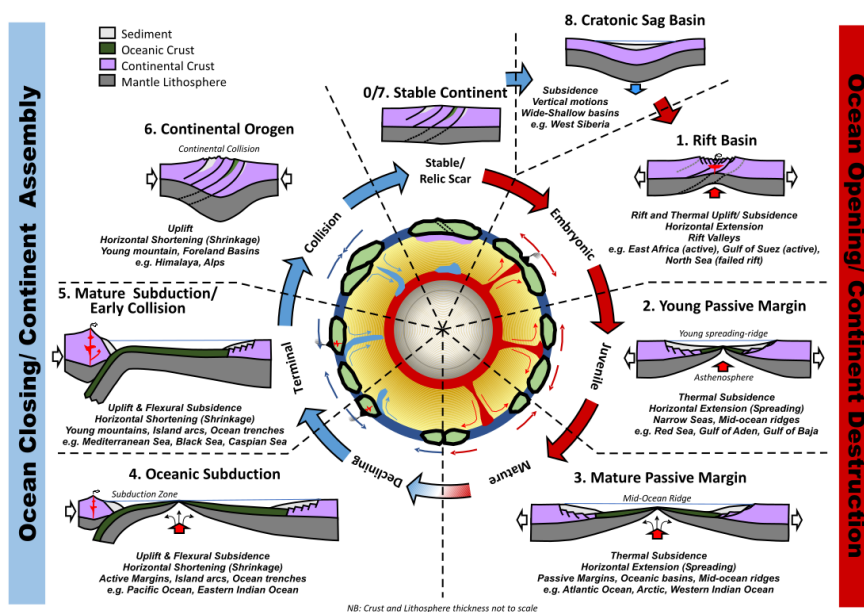 Ocean Closing/ Continent Assembly
Ocean Opening/ Continent Destruction
Sediment
Oceanic Crust
Continental Crust
Mantle Lithosphere
8. Cratonic Sag Basin
Subsidence
Vertical motions
Wide-Shallow basins
e.g. West Siberia
0/7. Stable Continent
Stable/
Relic Scar
6. Continental Orogen
Continental Collision
Uplift
Horizontal Shortening (Shrinkage)
Young mountain, Foreland Basins
e.g. Himalaya, Alps
1. Rift Basin
Rift and Thermal Uplift/ Subsidence
Horizontal Extension
Rift Valleys
e.g. East Africa (active), Gulf of Suez (active),
North Sea (failed rift)
Collision
Embryonic
5. Mature Subduction/
Early Collision
Uplift & Flexural Subsidence
Horizontal Shortening (Shrinkage)
Young mountains, Island arcs, Ocean trenches
e.g. Mediterranean Sea, Black Sea, Caspian Sea
Terminal
Juvenile
2. Young Passive Margin
Young spreading-ridge
Asthenosphere
Thermal Subsidence
Horizontal Extension (Spreading)
Narrow Seas, Mid-ocean ridges
e.g. Red Sea, Gulf of Aden, Gulf of Baja
Declining
Mature
4. Oceanic Subduction
Subduction Zone
Uplift & Flexural Subsidence
Horizontal Shortening (Shrinkage)
Active Margins, Island arcs, Ocean trenches
e.g. Pacific Ocean, Eastern Indian Ocean
3. Mature Passive Margin
Mid-Ocean Ridge
Thermal Subsidence
Horizontal Extension (Spreading)
Passive Margins, Oceanic basins, Mid-ocean ridges
e.g. Atlantic Ocean, Arctic, Western Indian Ocean
NB: Crust and Lithosphere thickness not to scale